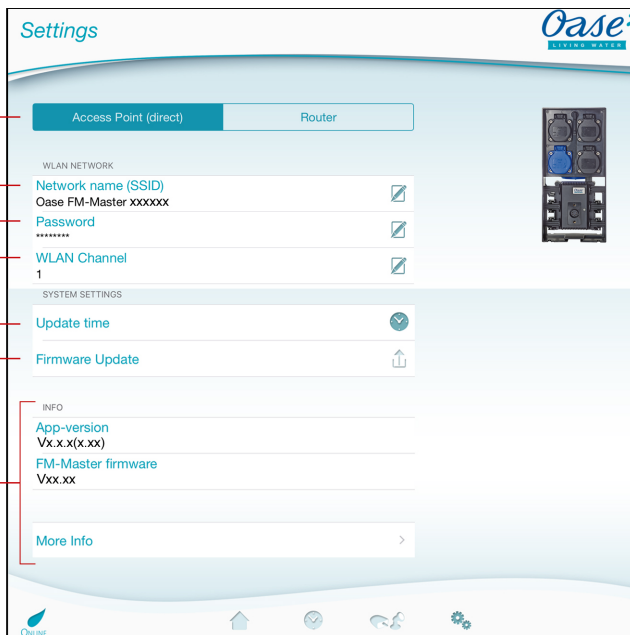 Settings
Oase
LIVING WATER
Access Point (direct)
Router
WLAN NETWORK
Network name (SSID)
Oase FM-Master xxxxxx
Password
********
WLAN Channel
1
SYSTEM SETTINGS
Update time
Firmware Update
INFO
App-version
Vx.x.x(x.xx)
FM-Master firmware
Vxx.xx
More Info
ONLINE